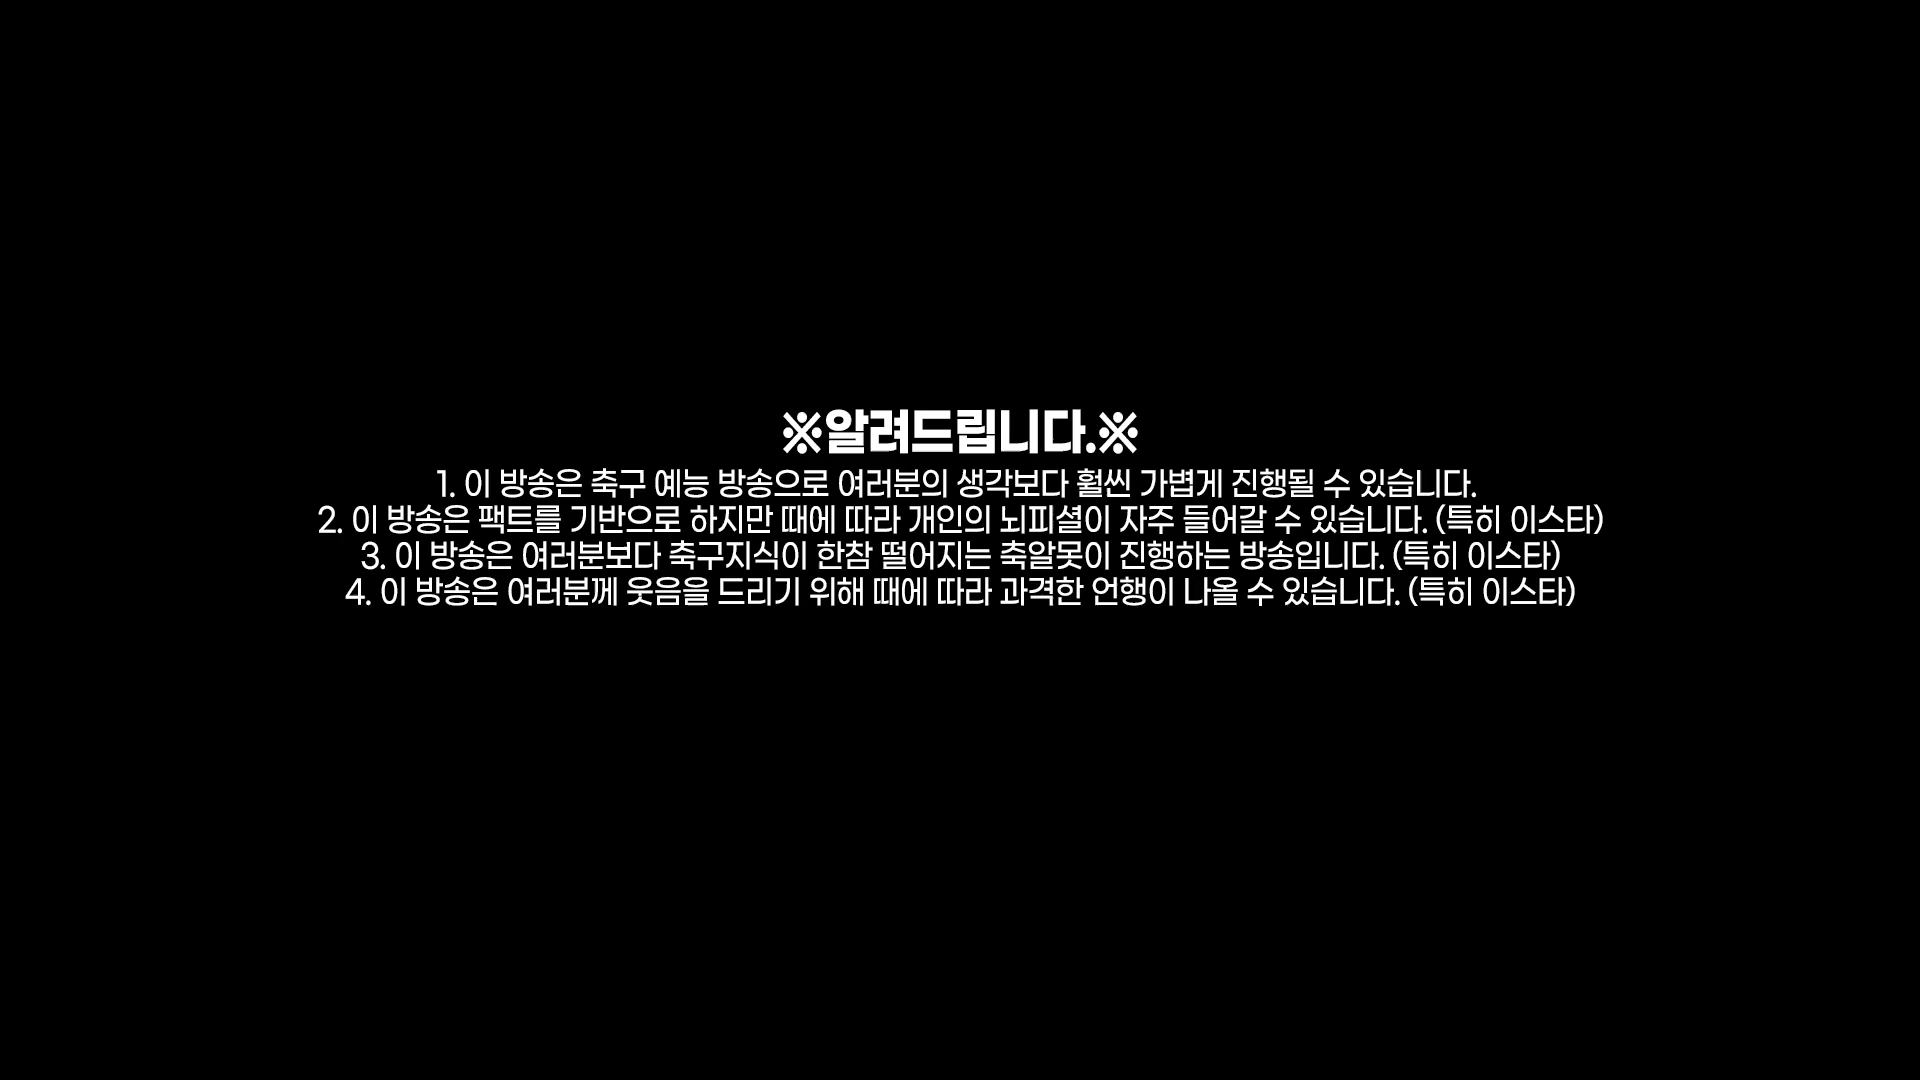 ※알려드립니다.※
1. 이 방송은 축구 예능 방송으로 여러분의 생각보다 훨씬 가볍게 진행될 수 있습니다.
2. 이 방송은 팩트를 기반으로 하지만 때에 따라 개인의 뇌피셜이 자주 들어갈 수 있습니다. (특히 이스타)
3. 이 방송은 여러분보다 축구지식이 한참 떨어지는 축알못이 진행하는 방송입니다. (특히 이스타)
4. 이 방송은 여러분께 웃음을 드리기 위해 때에 따라 과격한 언행이 나올 수 있습니다. (특히 이스타)